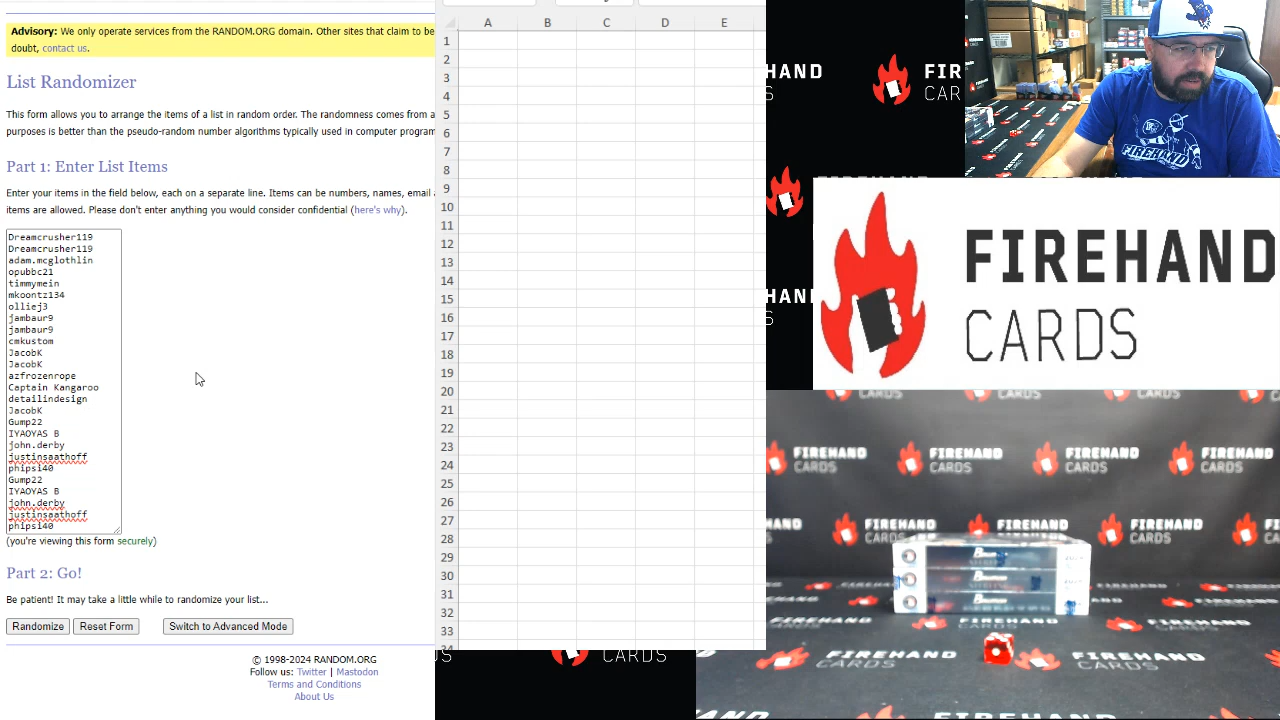 Advisory: We only operate services from the RANDOM.ORG domain. Other sites that claim to be
doubt, contact us.
List Randomizer
This form allows you to arrange the items of a list in random order. The randomness comes from a
purposes is better than the pseudo-random number algorithms typically used in computer program
Part 1: Enter List Items
Enter your items in the field below, each on a separate line. Items can be numbers, names, email a
items are allowed. Please don't enter anything you would consider confidential (here's why).
Dreamcrusher119
Dreamcrusher119
adam.mcglothlin
opubbc21
timmymein
mkoontz134
olliej3
jambaur9
jambaur9
cmkustom
JacobK
JacobK
azfrozenrope
Captain Kangaroo
detailindesign
JacobK
Gump22
IYAOYAS B
john.derby
justinsaathoff
phipsi40
Gump22
IYAOYAS B
john.derby
justinsaathoff
phipsi40
(you're viewing this form securely)
Part 2: Go!
Be patient! It may take a little while to randomize your list...
Randomize
Reset Form
Switch to Advanced Mode
© 1998-2024 RANDOM.ORG
Follow us: Twitter | Mastodon
Terms and Conditions
About Us
A B C D E
1
2
3
4
5
6
7
8
9
10
11
12
13
14
15
16
17
18
19
20
21
22
23
24
25
26
27
28
29
30
31
32
33
34
FIREHAND
CARDS
FIREHAND
FIREHAND
CARDS
FIREHAND
CARDS
CARDS